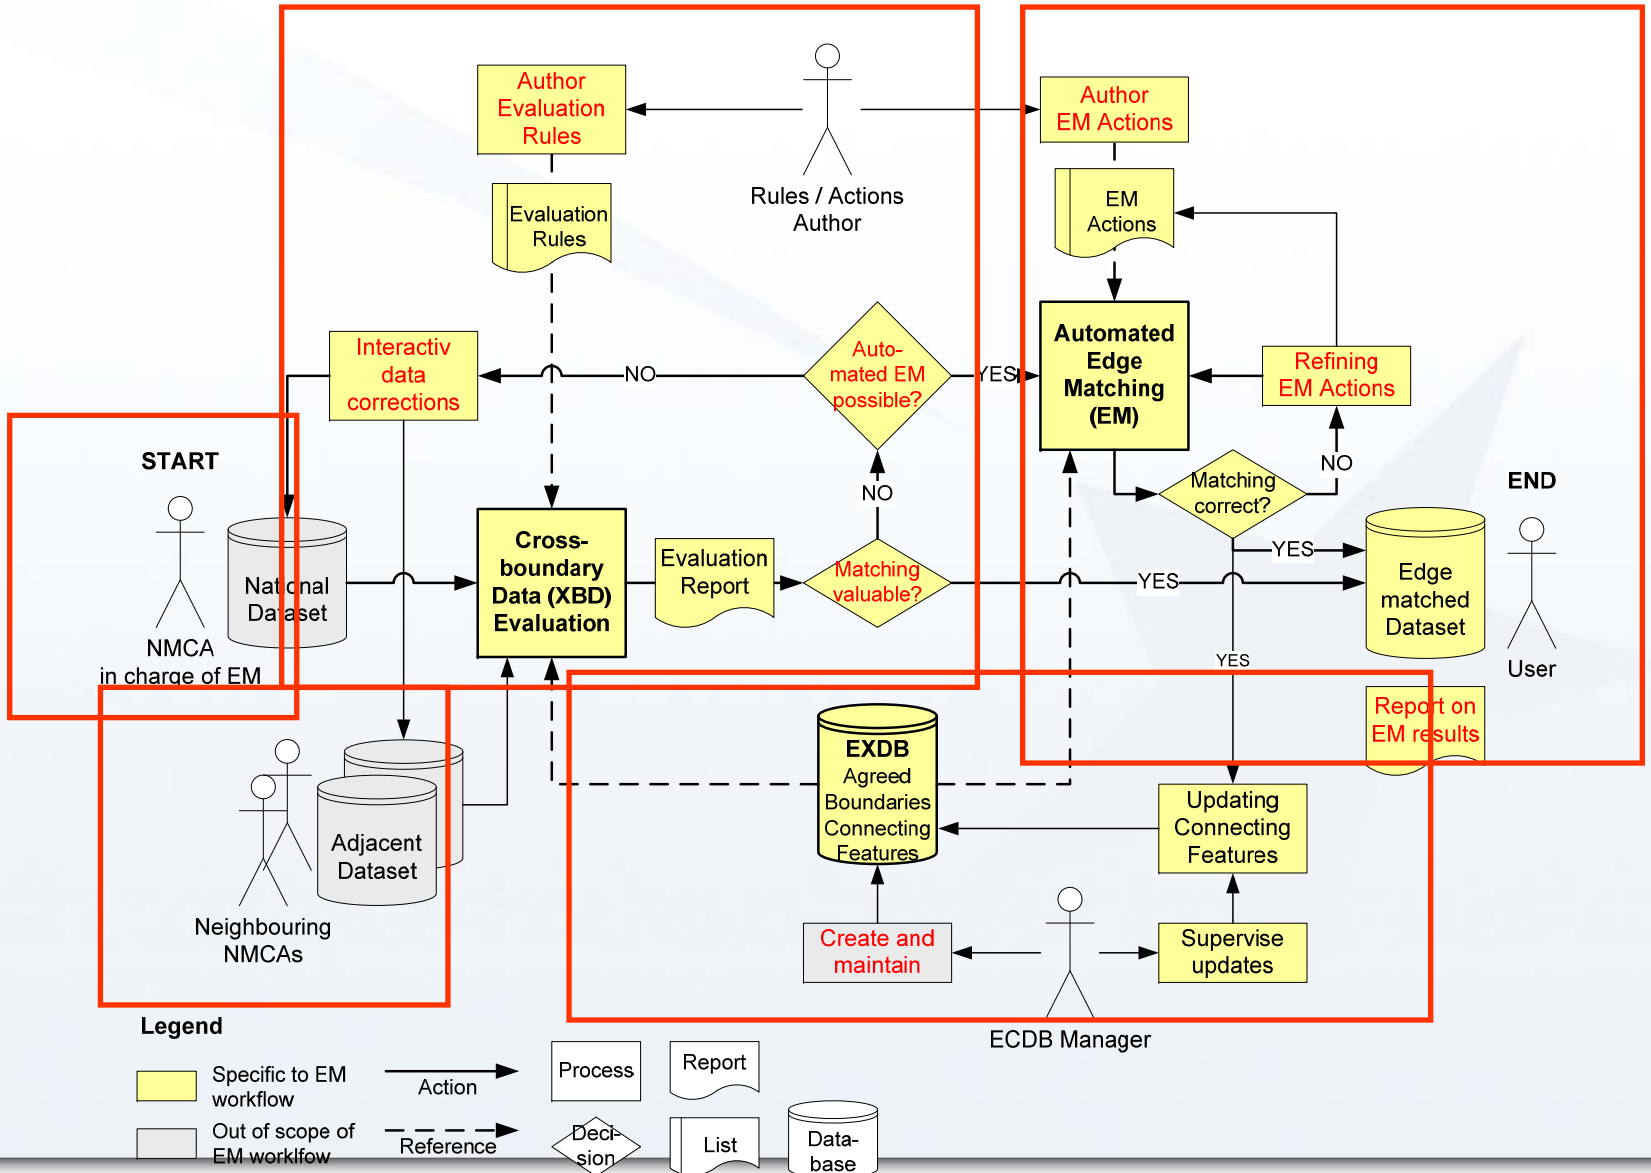 Author
Evaluation
Rules
Evaluation
Rules
Rules / Actions
Author
Author
EM Actions
EM
Actions
Interactiv
data
corrections
NO
Auto-
mated EM
possible?
YES
Automated
Edge
Matching
(EM)
Refining
EM Actions
NO
Matching
correct?
START
NMCA
in charge of EM
National
Dataset
Cross-
boundary
Data (XBD)
Evaluation
Evaluation
Report
NO
Matching
valuable?
YES
YES
YES
END
Edge
matched
Dataset
User
Report on
EM results
Adjacent
Dataset
Neighbouring
NMCAs
EXDB
Agreed
Boundaries
Connecting
Features
Updating
Connecting
Features
Create and
maintain
Supervise
updates
ECDB Manager
Legend
Specific to EM
workflow
Out of scope of
EM worklfow
Action
Reference
Process
Deci-
sion
Report
List
Data-
base